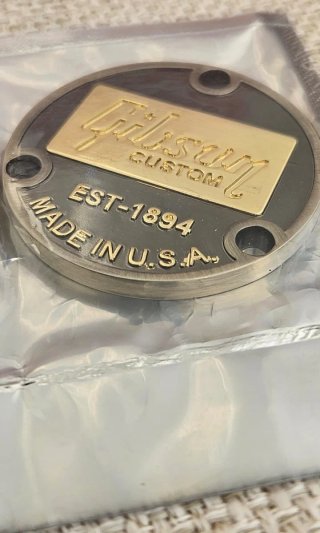 Gibson
CUSTOM
EST-1894
MADE IN U.S.A.